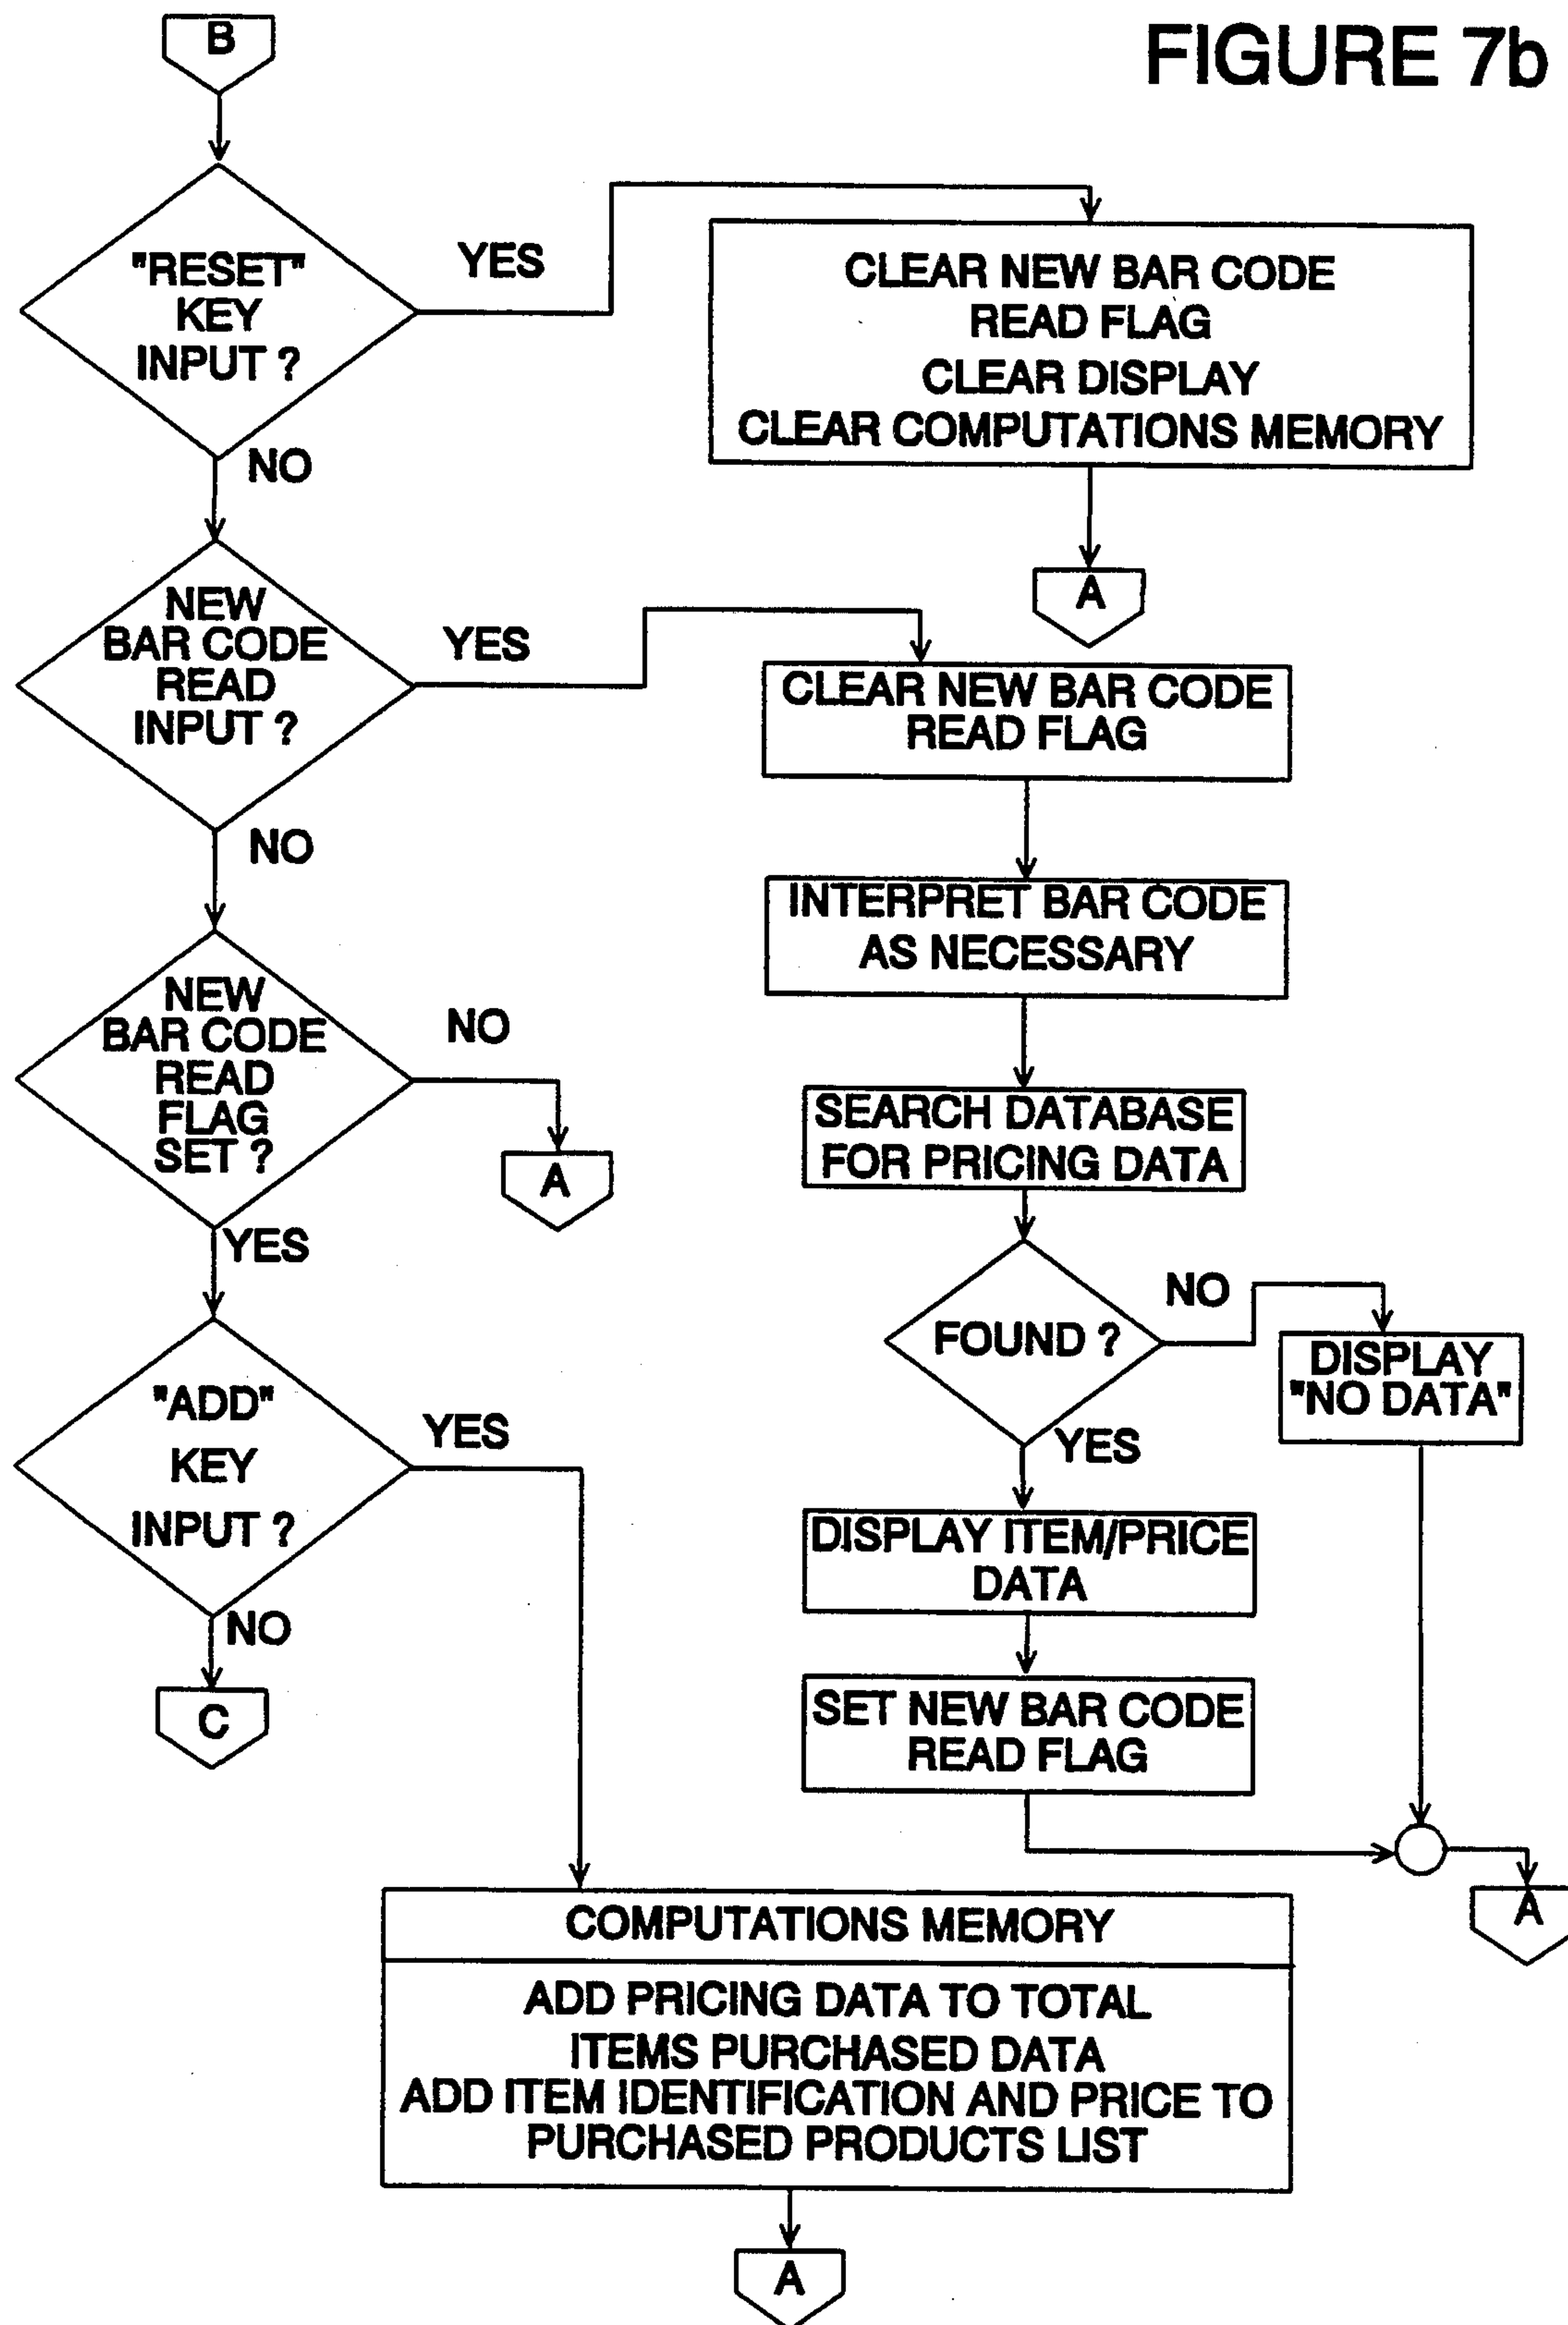 FIGURE 7b
B
"RESET"
KEY
INPUT ?
YES
NO
CLEAR NEW BAR CODE
READ FLAG
CLEAR DISPLAY
CLEAR COMPUTATIONS MEMORY
A
NEW
BAR CODE
READ
INPUT ?
YES
NO
CLEAR NEW BAR CODE
READ FLAG
INTERPRET BAR CODE
AS NECESSARY
NEW
BAR CODE
READ
FLAG
SET ?
NO
A
YES
SEARCH DATABASE
FOR PRICING DATA
FOUND ?
NO
DISPLAY
"NO DATA"
YES
"ADD"
KEY
INPUT ?
YES
NO
C
DISPLAY ITEM/PRICE
DATA
SET NEW BAR CODE
READ FLAG
A
COMPUTATIONS MEMORY
ADD PRICING DATA TO TOTAL
ITEMS PURCHASED DATA
ADD ITEM IDENTIFICATION AND PRICE TO
PURCHASED PRODUCTS LIST
A